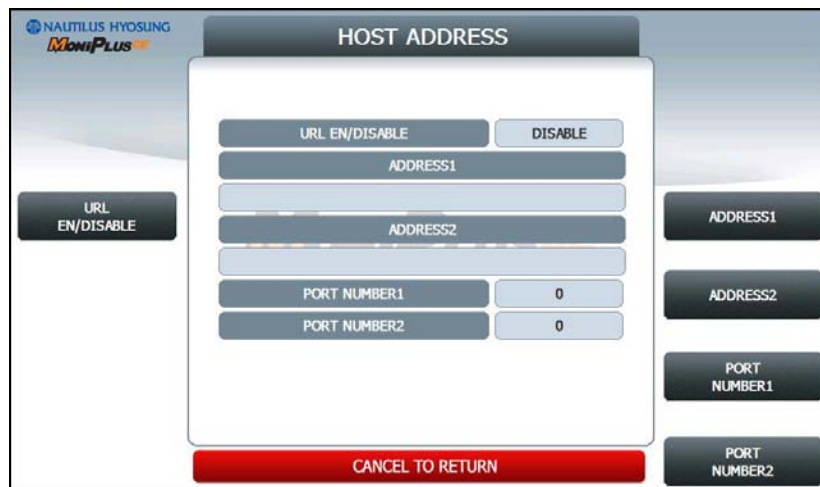 NAUTILUS HYOSUNG
MoniPlusCE
HOST ADDRESS
URL EN/DISABLE DISABLE
ADDRESS1
ADDRESS2
PORT NUMBER1 0
PORT NUMBER2 0
URL
EN/DISABLE
ADDRESS1
ADDRESS2
PORT
NUMBER1
PORT
NUMBER2
CANCEL TO RETURN